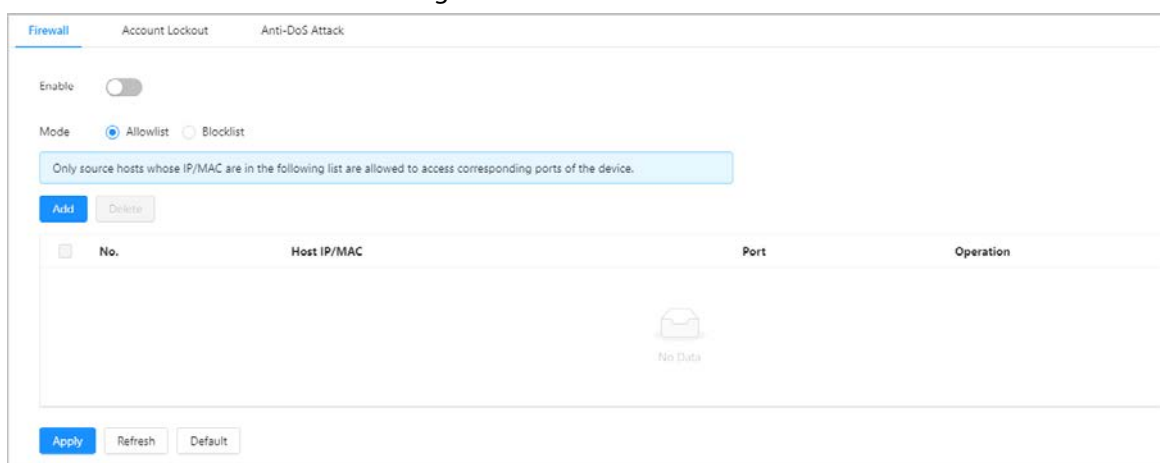 Firewall Account Lockout Anti-DoS Attack
Enable
Mode Allowlist Blocklist
Only source hosts whose IP/MAC are in the following list are allowed to access corresponding ports of the device.
Add Delete
No. Host IP/MAC Port Operation
No Data
Apply Refresh Default